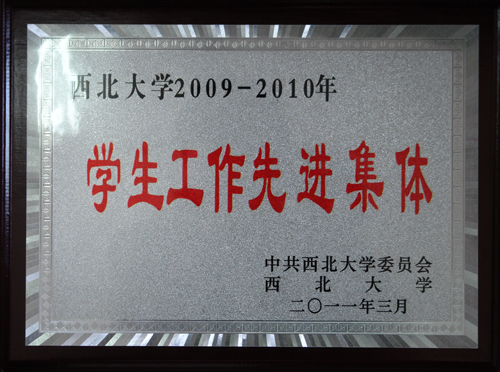 西北大学2009-2010年
学生工作先进集体
中共西北大学委员会
西北大学
二〇一一年三月